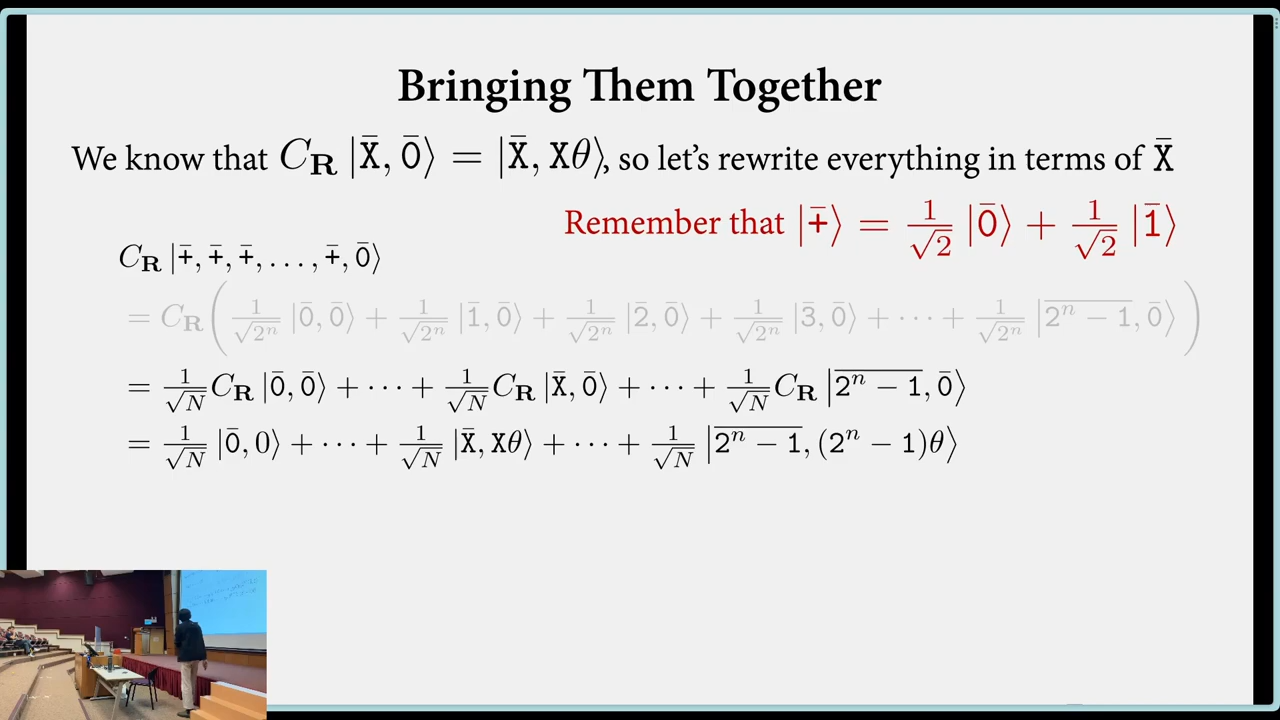 Bringing Them Together
We know that C_R |X̄, 0̄⟩ = |X̄, Xθ⟩, so let's rewrite everything in terms of X̄
Remember that |+̄⟩ = 1/√2 |0̄⟩ + 1/√2 |1̄⟩
C_R |+̄, +̄, +̄, ..., +̄, 0̄⟩
= C_R( 1/√2ⁿ |0̄, 0̄⟩ + 1/√2ⁿ |1̄, 0̄⟩ + 1/√2ⁿ |2̄, 0̄⟩ + 1/√2ⁿ |3̄, 0̄⟩ + ⋯ + 1/√2ⁿ |\overline{2ⁿ − 1}, 0̄⟩ )
= 1/√N C_R |0̄, 0̄⟩ + ⋯ + 1/√N C_R |X̄, 0̄⟩ + ⋯ + 1/√N C_R |\overline{2ⁿ − 1}, 0̄⟩
= 1/√N |0̄, 0⟩ + ⋯ + 1/√N |X̄, Xθ⟩ + ⋯ + 1/√N |\overline{2ⁿ − 1}, (2ⁿ − 1)θ⟩